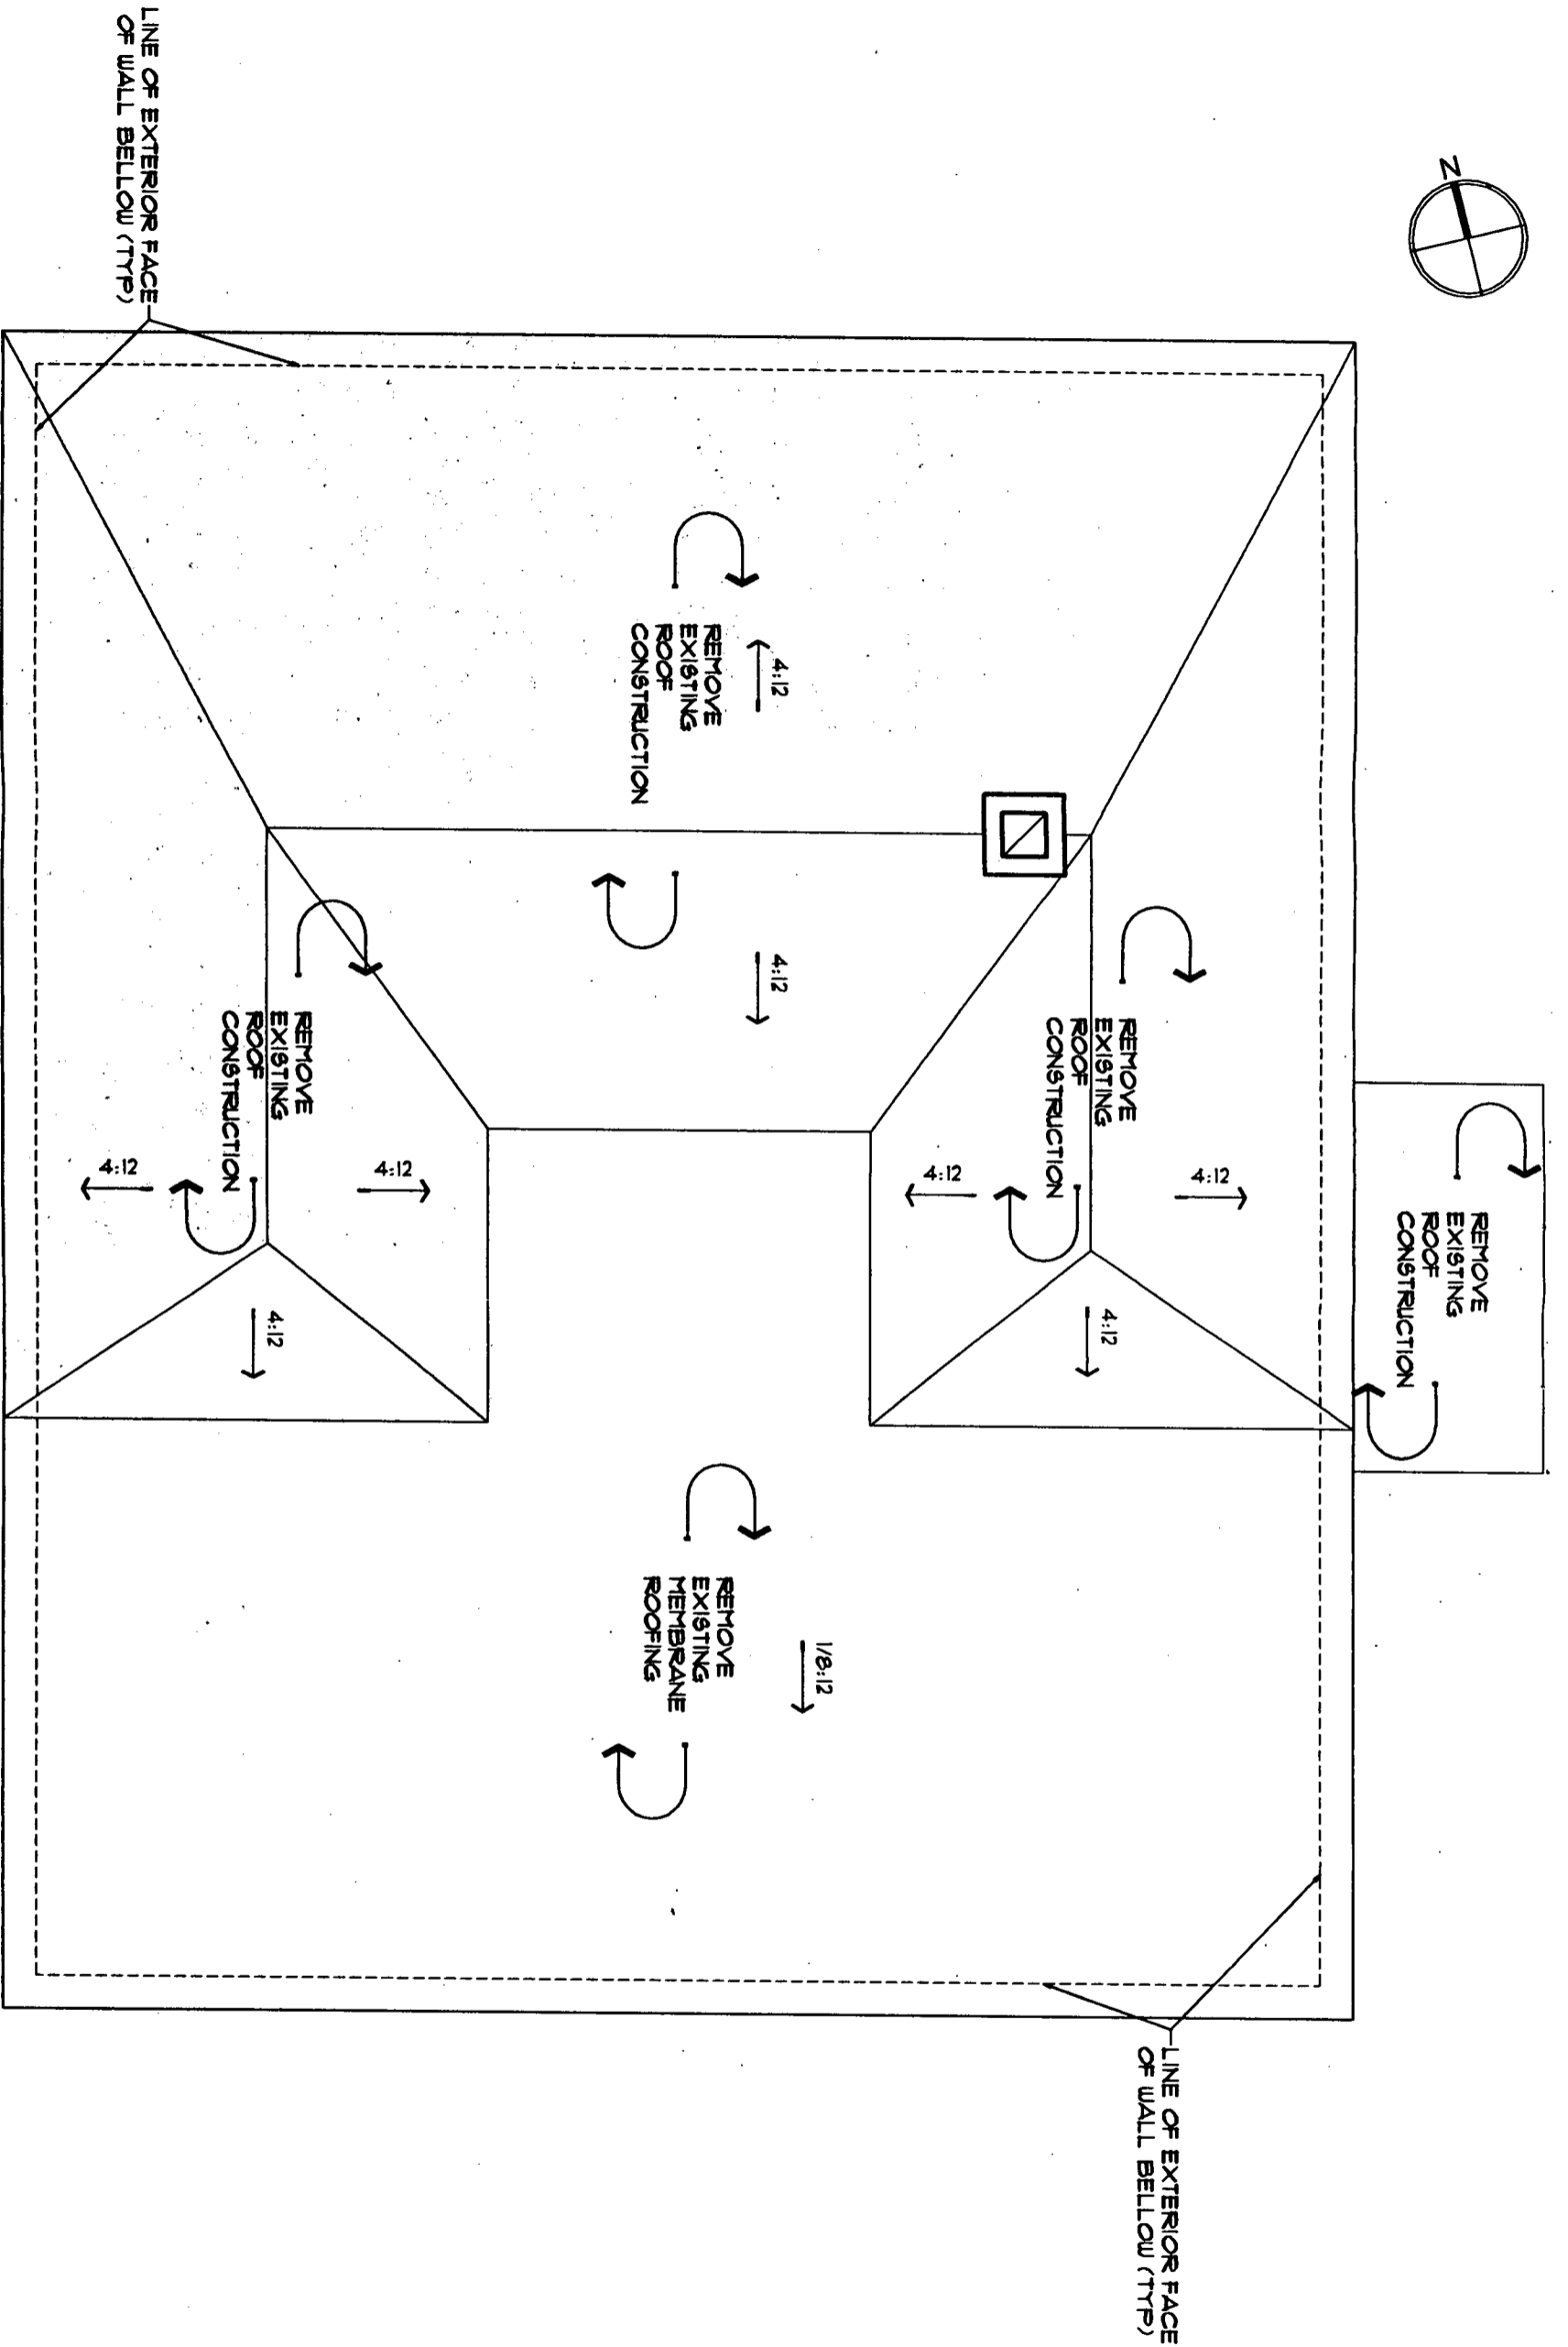 N
LINE OF EXTERIOR FACE
OF WALL BELLOW (TYP)
REMOVE
EXISTING
ROOF
CONSTRUCTION
4:12
4:12
REMOVE
EXISTING
ROOF
CONSTRUCTION
4:12
4:12
4:12
REMOVE
EXISTING
ROOF
CONSTRUCTION
4:12
4:12
4:12
REMOVE
EXISTING
ROOF
CONSTRUCTION
REMOVE
EXISTING
MEMBRANE
ROOFING
1/8:12
LINE OF EXTERIOR FACE
OF WALL BELLOW (TYP)